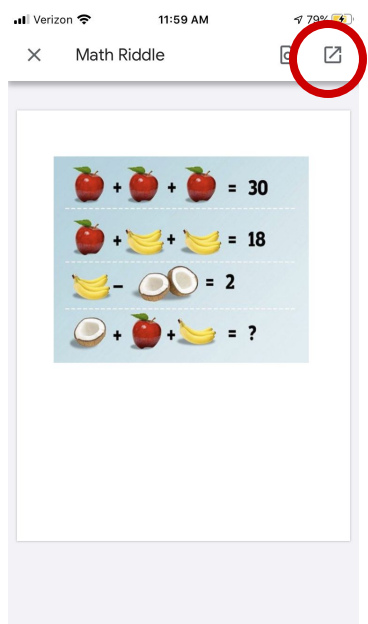 Verizon 11:59 AM 79%
Math Riddle
+ + = 30
+ + = 18
– = 2
+ + = ?